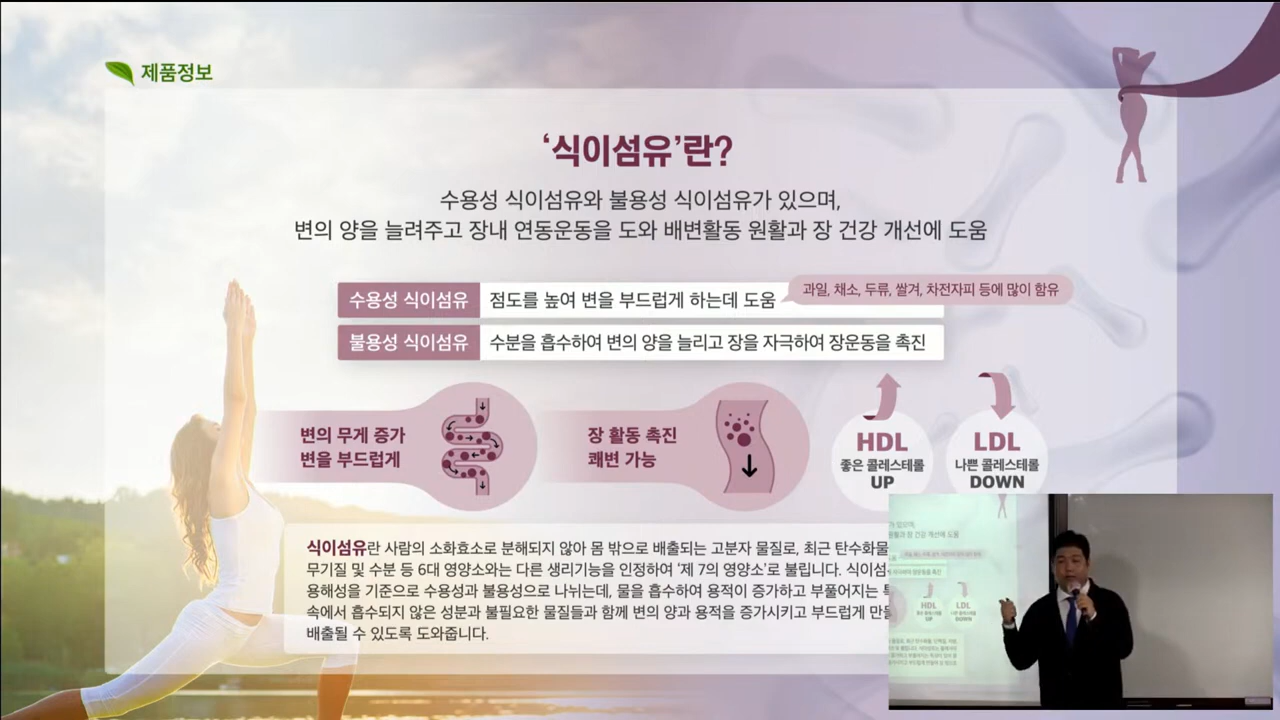 제품정보
‘식이섬유’란?
수용성 식이섬유와 불용성 식이섬유가 있으며,
변의 양을 늘려주고 장내 연동운동을 도와 배변활동 원활과 장 건강 개선에 도움
수용성 식이섬유 점도를 높여 변을 부드럽게 하는데 도움
과일, 채소, 두류, 쌀겨, 차전자피 등에 많이 함유
불용성 식이섬유 수분을 흡수하여 변의 양을 늘리고 장을 자극하여 장운동을 촉진
변의 무게 증가
변을 부드럽게
장 활동 촉진
쾌변 가능
HDL
좋은 콜레스테롤
UP
LDL
나쁜 콜레스테롤
DOWN
식이섬유란 사람의 소화효소로 분해되지 않아 몸 밖으로 배출되는 고분자 물질로, 최근 탄수화물
무기질 및 수분 등 6대 영양소와는 다른 생리기능을 인정하여 ‘제 7의 영양소’로 불립니다. 식이섬
용해성을 기준으로 수용성과 불용성으로 나뉘는데, 물을 흡수하여 용적이 증가하고 부풀어지는
속에서 흡수되지 않은 성분과 불필요한 물질들과 함께 변의 양과 용적을 증가시키고 부드럽게
배출될 수 있도록 도와줍니다.
HDL
UP
LDL
DOWN